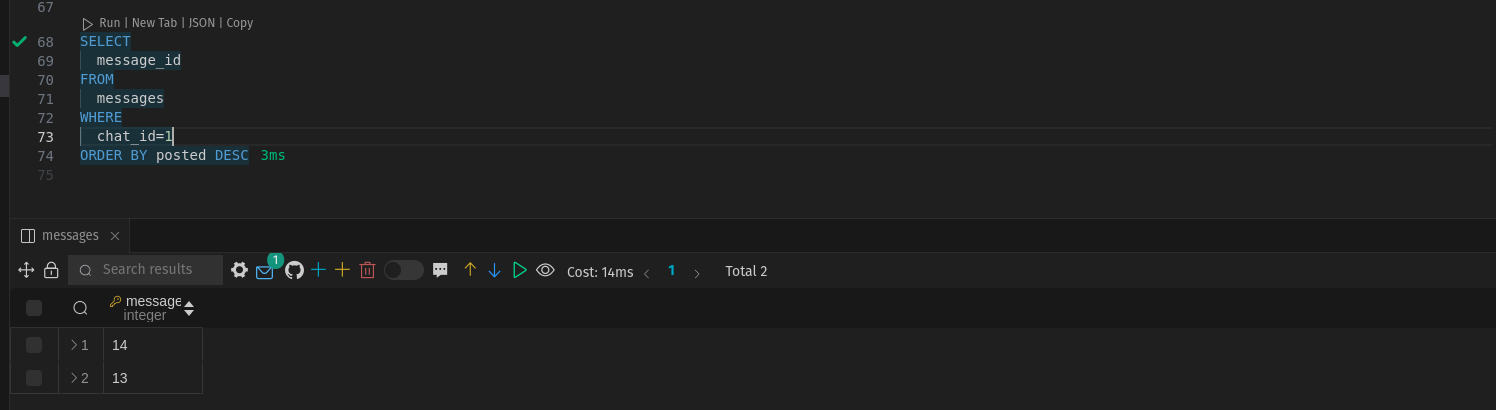 67
Run | New Tab | JSON | Copy
68 SELECT
69 message_id
70 FROM
71 messages
72 WHERE
73 chat_id=1
74 ORDER BY posted DESC 3ms
75
messages
Search results 1 Cost: 14ms 1 Total 2
message
integer
1 14
2 13